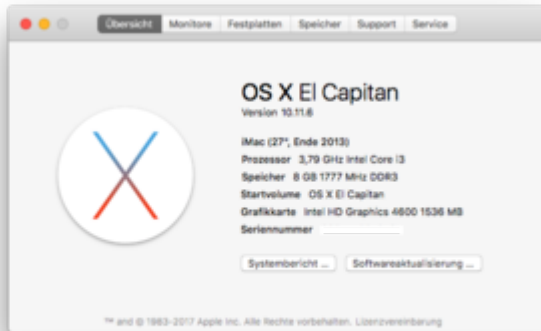 Übersicht Monitore Festplatten Speicher Support Service
OS X El Capitan
Version 10.11.6
iMac (27", Ende 2013)
Prozessor 3,79 GHz Intel Core i3
Speicher 8 GB 1777 MHz DDR3
Startvolume OS X El Capitan
Grafikkarte Intel HD Graphics 4600 1536 MB
Seriennummer
Systembericht ... Softwareaktualisierung ...
™ and © 1983-2017 Apple Inc. Alle Rechte vorbehalten. Lizenzvereinbarung